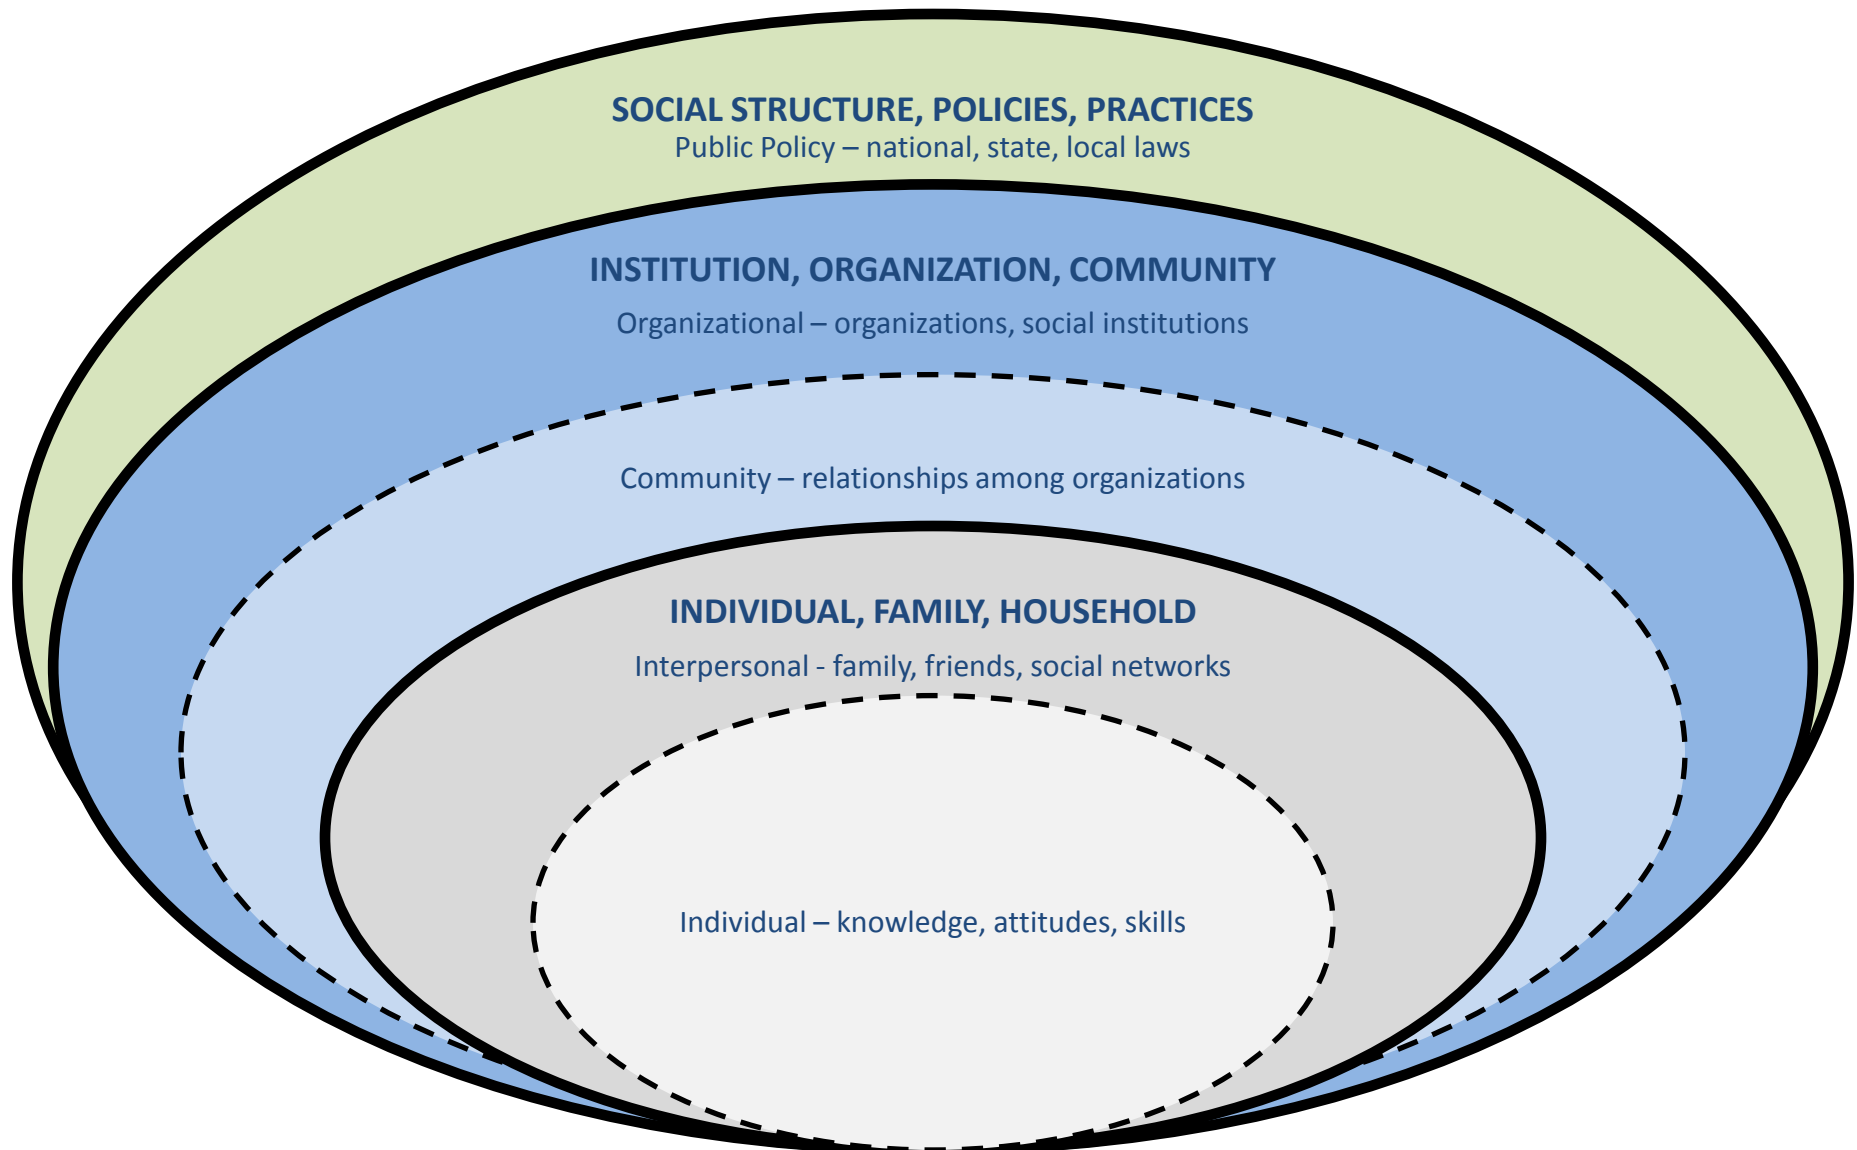 SOCIAL STRUCTURE, POLICIES, PRACTICES
Public Policy – national, state, local laws
INSTITUTION, ORGANIZATION, COMMUNITY
Organizational – organizations, social institutions
Community – relationships among organizations
INDIVIDUAL, FAMILY, HOUSEHOLD
Interpersonal - family, friends, social networks
Individual – knowledge, attitudes, skills